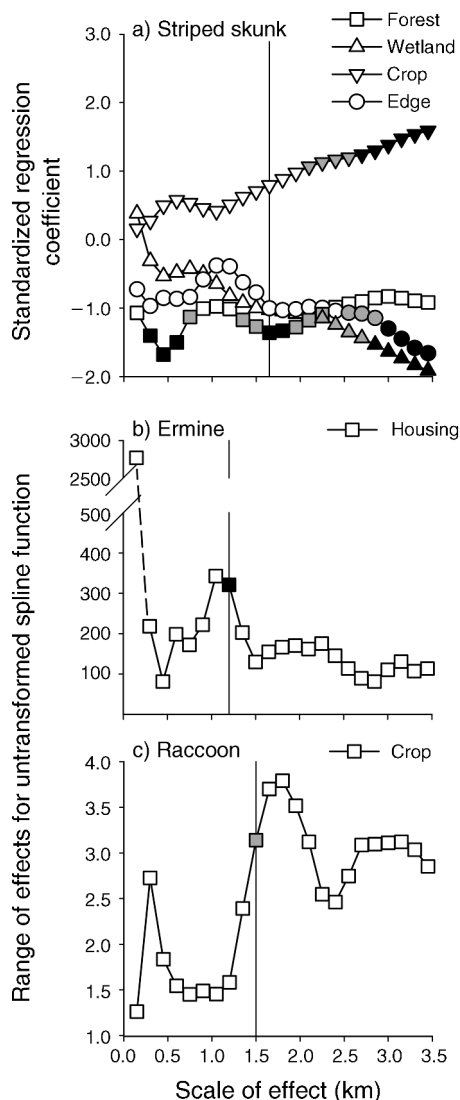 a) Striped skunk
Forest
Wetland
Crop
Edge
3.0
2.0
1.0
0.0
−1.0
−2.0
Standardized regression
coefficient
b) Ermine
Housing
3000
2500
500
400
300
200
100
c) Raccoon
Crop
4.0
3.5
3.0
2.5
2.0
1.5
1.0
Range of effects for untransformed spline function
0.0 0.5 1.0 1.5 2.0 2.5 3.0 3.5
Scale of effect (km)